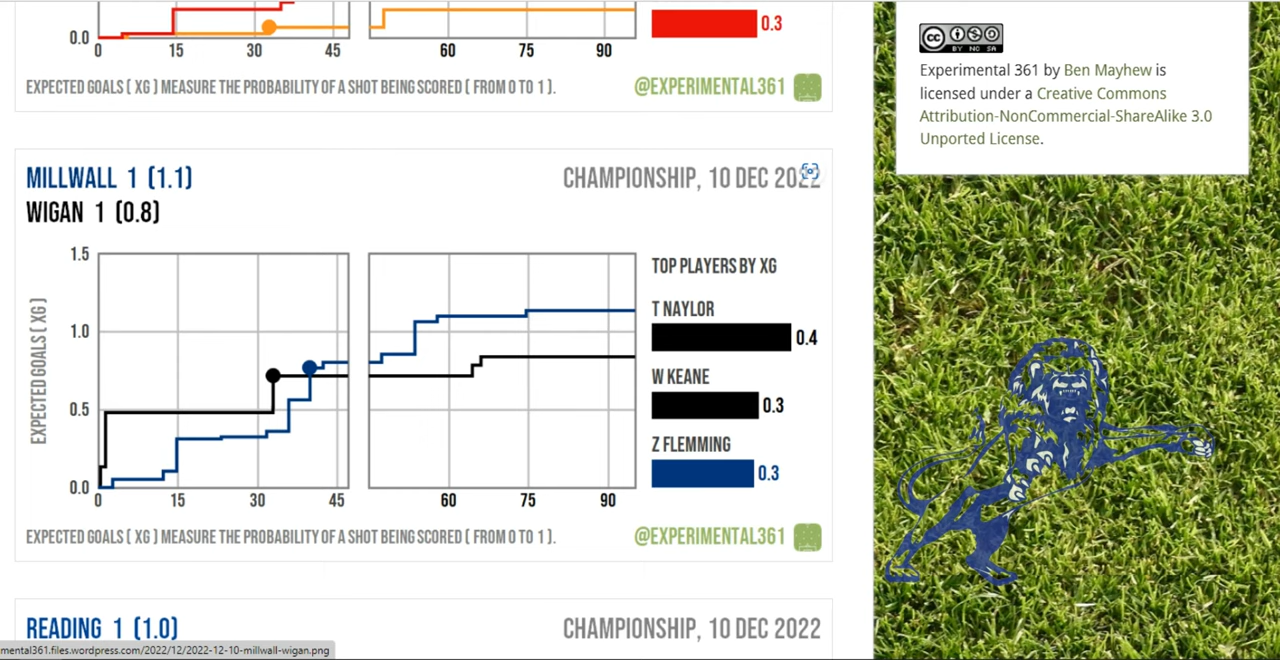 0.0
0 15 30 45 60 75 90
0.3
EXPECTED GOALS ( XG ) MEASURE THE PROBABILITY OF A SHOT BEING SCORED ( FROM 0 TO 1 ).
@EXPERIMENTAL361
MILLWALL 1 (1.1)
CHAMPIONSHIP, 10 DEC 2022
WIGAN 1 (0.8)
EXPECTED GOALS ( XG )
1.5
1.0
0.5
0.0
0 15 30 45 60 75 90
TOP PLAYERS BY XG
T NAYLOR
0.4
W KEANE
0.3
Z FLEMMING
0.3
EXPECTED GOALS ( XG ) MEASURE THE PROBABILITY OF A SHOT BEING SCORED ( FROM 0 TO 1 ).
@EXPERIMENTAL361
READING 1 (1.0)
CHAMPIONSHIP, 10 DEC 2022
mental361.files.wordpress.com/2022/12/2022-12-10-millwall-wigan.png
cc
BY NC SA
Experimental 361 by Ben Mayhew is
licensed under a Creative Commons
Attribution-NonCommercial-ShareAlike 3.0
Unported License.